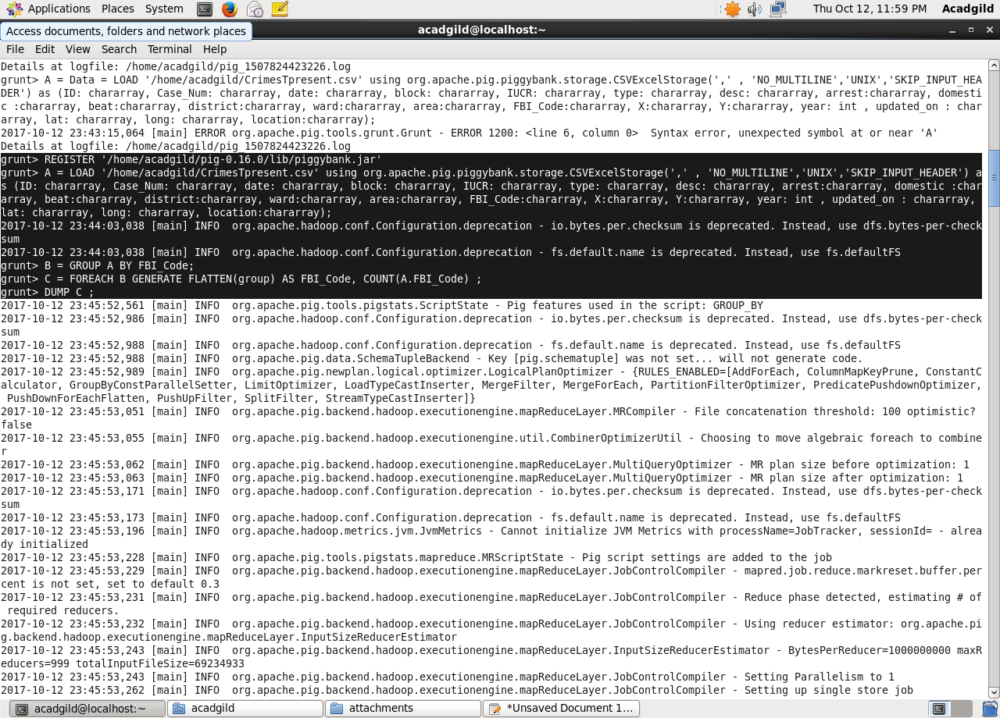 Applications Places System Thu Oct 12, 11:59 PM Acadgild
Access documents, folders and network places
acadgild@localhost:~
File Edit View Search Terminal Help
Details at logfile: /home/acadgild/pig_1507824423226.log
grunt> A = Data = LOAD '/home/acadgild/CrimesTpresent.csv' using org.apache.pig.piggybank.storage.CSVExcelStorage(',' , 'NO_MULTILINE','UNIX','SKIP_INPUT_HEA
DER') as (ID: chararray, Case_Num: chararray, date: chararray, block: chararray, IUCR: chararray, type: chararray, desc: chararray, arrest:chararray, domesti
c :chararray, beat:chararray, district:chararray, ward:chararray, area:chararray, FBI_Code:chararray, X:chararray, Y:chararray, year: int , updated_on : char
array, lat: chararray, long: chararray, location:chararray);
2017-10-12 23:43:15,064 [main] ERROR org.apache.pig.tools.grunt.Grunt - ERROR 1200: <line 6, column 0>  Syntax error, unexpected symbol at or near 'A'
Details at logfile: /home/acadgild/pig_1507824423226.log
grunt> REGISTER '/home/acadgild/pig-0.16.0/lib/piggybank.jar'
grunt> A = LOAD '/home/acadgild/CrimesTpresent.csv' using org.apache.pig.piggybank.storage.CSVExcelStorage(',' , 'NO_MULTILINE','UNIX','SKIP_INPUT_HEADER') a
s (ID: chararray, Case_Num: chararray, date: chararray, block: chararray, IUCR: chararray, type: chararray, desc: chararray, arrest:chararray, domestic :char
array, beat:chararray, district:chararray, ward:chararray, area:chararray, FBI_Code:chararray, X:chararray, Y:chararray, year: int , updated_on : chararray,
lat: chararray, long: chararray, location:chararray);
2017-10-12 23:44:03,038 [main] INFO  org.apache.hadoop.conf.Configuration.deprecation - io.bytes.per.checksum is deprecated. Instead, use dfs.bytes-per-check
sum
2017-10-12 23:44:03,038 [main] INFO  org.apache.hadoop.conf.Configuration.deprecation - fs.default.name is deprecated. Instead, use fs.defaultFS
grunt> B = GROUP A BY FBI_Code;
grunt> C = FOREACH B GENERATE FLATTEN(group) AS FBI_Code, COUNT(A.FBI_Code) ;
grunt> DUMP C ;
2017-10-12 23:45:52,561 [main] INFO  org.apache.pig.tools.pigstats.ScriptState - Pig features used in the script: GROUP_BY
2017-10-12 23:45:52,986 [main] INFO  org.apache.hadoop.conf.Configuration.deprecation - io.bytes.per.checksum is deprecated. Instead, use dfs.bytes-per-check
sum
2017-10-12 23:45:52,988 [main] INFO  org.apache.hadoop.conf.Configuration.deprecation - fs.default.name is deprecated. Instead, use fs.defaultFS
2017-10-12 23:45:52,988 [main] INFO  org.apache.pig.data.SchemaTupleBackend - Key [pig.schematuple] was not set... will not generate code.
2017-10-12 23:45:52,989 [main] INFO  org.apache.pig.newplan.logical.optimizer.LogicalPlanOptimizer - {RULES_ENABLED=[AddForEach, ColumnMapKeyPrune, ConstantC
alculator, GroupByConstParallelSetter, LimitOptimizer, LoadTypeCastInserter, MergeFilter, MergeForEach, PartitionFilterOptimizer, PredicatePushdownOptimizer,
 PushDownForEachFlatten, PushUpFilter, SplitFilter, StreamTypeCastInserter]}
2017-10-12 23:45:53,051 [main] INFO  org.apache.pig.backend.hadoop.executionengine.mapReduceLayer.MRCompiler - File concatenation threshold: 100 optimistic?
false
2017-10-12 23:45:53,055 [main] INFO  org.apache.pig.backend.hadoop.executionengine.util.CombinerOptimizerUtil - Choosing to move algebraic foreach to combine
r
2017-10-12 23:45:53,062 [main] INFO  org.apache.pig.backend.hadoop.executionengine.mapReduceLayer.MultiQueryOptimizer - MR plan size before optimization: 1
2017-10-12 23:45:53,063 [main] INFO  org.apache.pig.backend.hadoop.executionengine.mapReduceLayer.MultiQueryOptimizer - MR plan size after optimization: 1
2017-10-12 23:45:53,171 [main] INFO  org.apache.hadoop.conf.Configuration.deprecation - io.bytes.per.checksum is deprecated. Instead, use dfs.bytes-per-check
sum
2017-10-12 23:45:53,173 [main] INFO  org.apache.hadoop.conf.Configuration.deprecation - fs.default.name is deprecated. Instead, use fs.defaultFS
2017-10-12 23:45:53,196 [main] INFO  org.apache.hadoop.metrics.jvm.JvmMetrics - Cannot initialize JVM Metrics with processName=JobTracker, sessionId= - alrea
dy initialized
2017-10-12 23:45:53,228 [main] INFO  org.apache.pig.tools.pigstats.mapreduce.MRScriptState - Pig script settings are added to the job
2017-10-12 23:45:53,229 [main] INFO  org.apache.pig.backend.hadoop.executionengine.mapReduceLayer.JobControlCompiler - mapred.job.reduce.markreset.buffer.per
cent is not set, set to default 0.3
2017-10-12 23:45:53,231 [main] INFO  org.apache.pig.backend.hadoop.executionengine.mapReduceLayer.JobControlCompiler - Reduce phase detected, estimating # of
 required reducers.
2017-10-12 23:45:53,232 [main] INFO  org.apache.pig.backend.hadoop.executionengine.mapReduceLayer.JobControlCompiler - Using reducer estimator: org.apache.pi
g.backend.hadoop.executionengine.mapReduceLayer.InputSizeReducerEstimator
2017-10-12 23:45:53,243 [main] INFO  org.apache.pig.backend.hadoop.executionengine.mapReduceLayer.InputSizeReducerEstimator - BytesPerReducer=1000000000 maxR
educers=999 totalInputFileSize=69234933
2017-10-12 23:45:53,243 [main] INFO  org.apache.pig.backend.hadoop.executionengine.mapReduceLayer.JobControlCompiler - Setting Parallelism to 1
2017-10-12 23:45:53,262 [main] INFO  org.apache.pig.backend.hadoop.executionengine.mapReduceLayer.JobControlCompiler - Setting up single store job
acadgild@localhost:~ acadgild attachments *Unsaved Document 1...